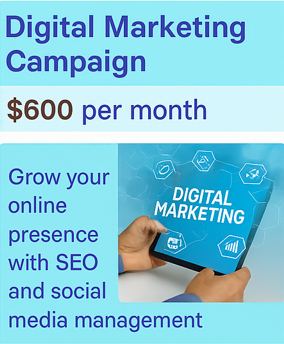 Digital Marketing
Campaign
$600 per month
Grow your
online
presence
with SEO
and social
media management
DIGITAL
MARKETING